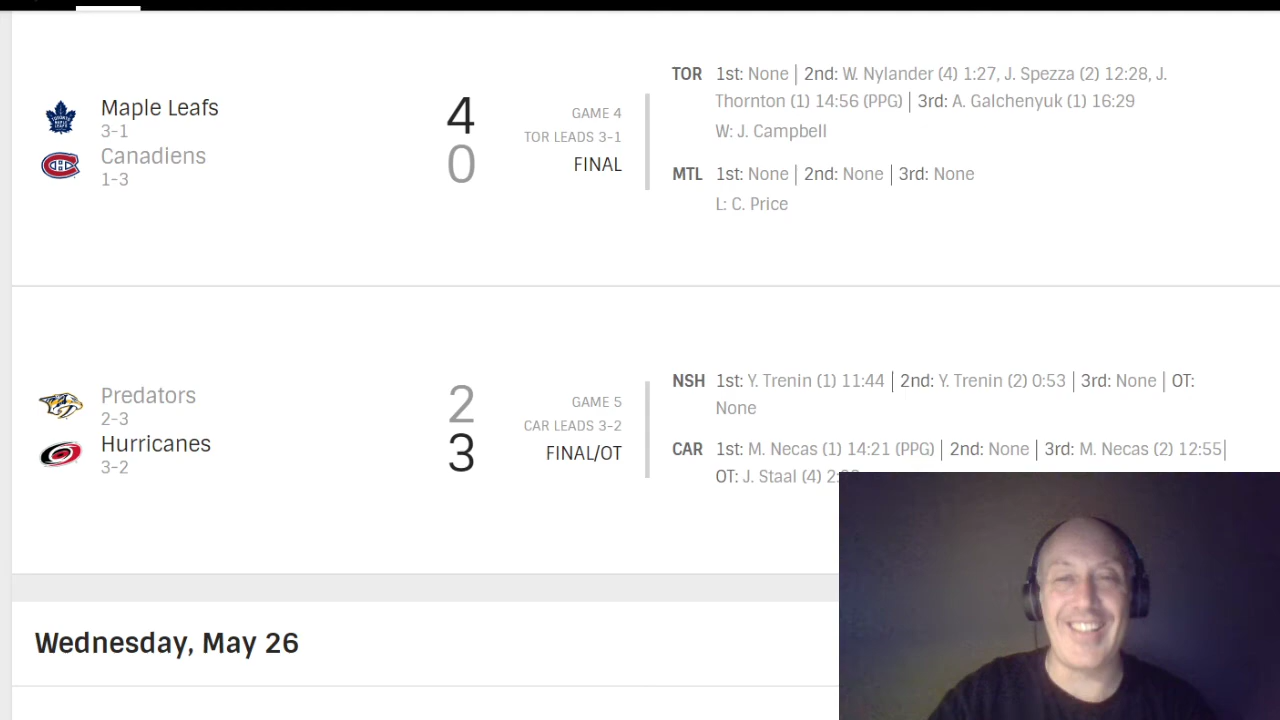 Maple Leafs
3-1
Canadiens
1-3
4
0
GAME 4
TOR LEADS 3-1
FINAL
TOR 1st: None | 2nd: W. Nylander (4) 1:27, J. Spezza (2) 12:28, J.
Thornton (1) 14:56 (PPG) | 3rd: A. Galchenyuk (1) 16:29
W: J. Campbell
MTL 1st: None | 2nd: None | 3rd: None
L: C. Price
Predators
2-3
Hurricanes
3-2
2
3
GAME 5
CAR LEADS 3-2
FINAL/OT
NSH 1st: Y. Trenin (1) 11:44 | 2nd: Y. Trenin (2) 0:53 | 3rd: None | OT:
None
CAR 1st: M. Necas (1) 14:21 (PPG) | 2nd: None | 3rd: M. Necas (2) 12:55|
OT: J. Staal (4)
Wednesday, May 26